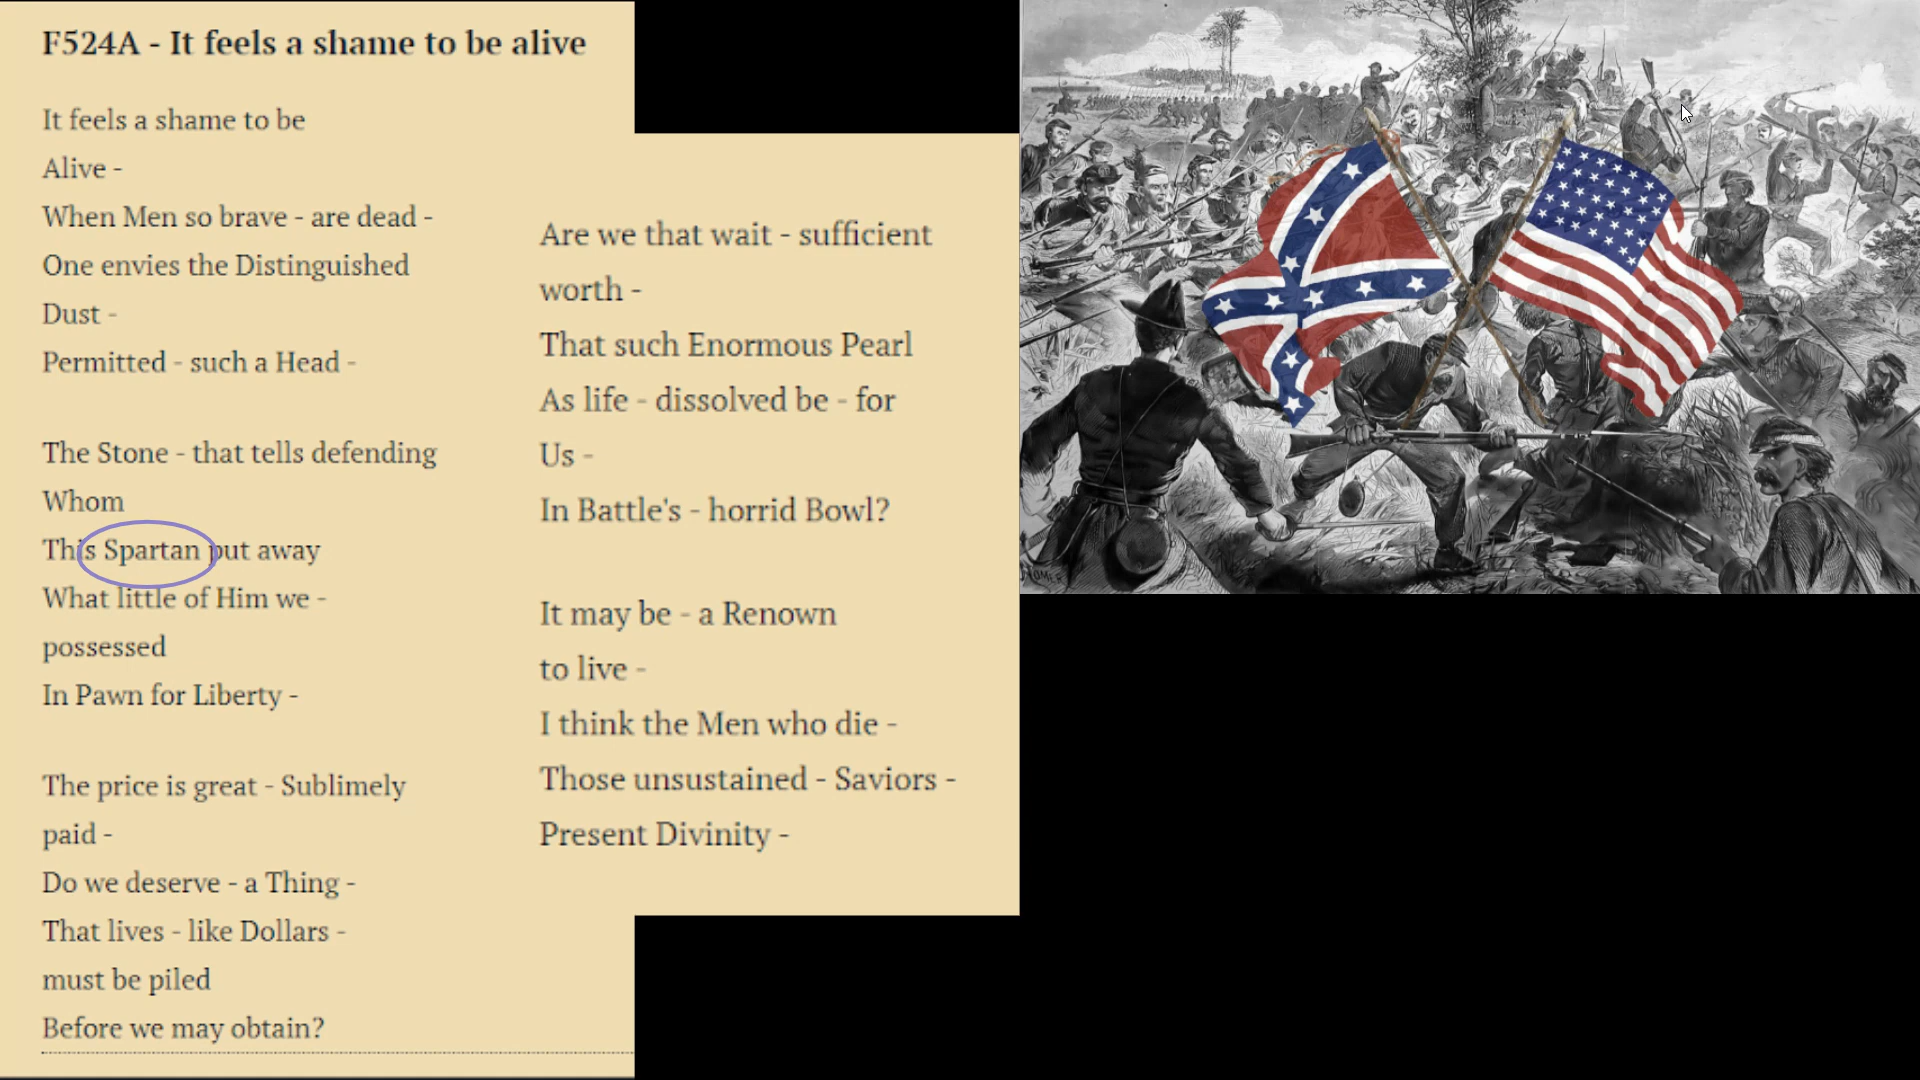 F524A - It feels a shame to be alive
It feels a shame to be
Alive -
When Men so brave - are dead -
One envies the Distinguished
Dust -
Permitted - such a Head -
The Stone - that tells defending
Whom
This Spartan put away
What little of Him we -
possessed
In Pawn for Liberty -
The price is great - Sublimely
paid -
Do we deserve - a Thing -
That lives - like Dollars -
must be piled
Before we may obtain?
Are we that wait - sufficient
worth -
That such Enormous Pearl
As life - dissolved be - for
Us -
In Battle's - horrid Bowl?
It may be - a Renown
to live -
I think the Men who die -
Those unsustained - Saviors -
Present Divinity -